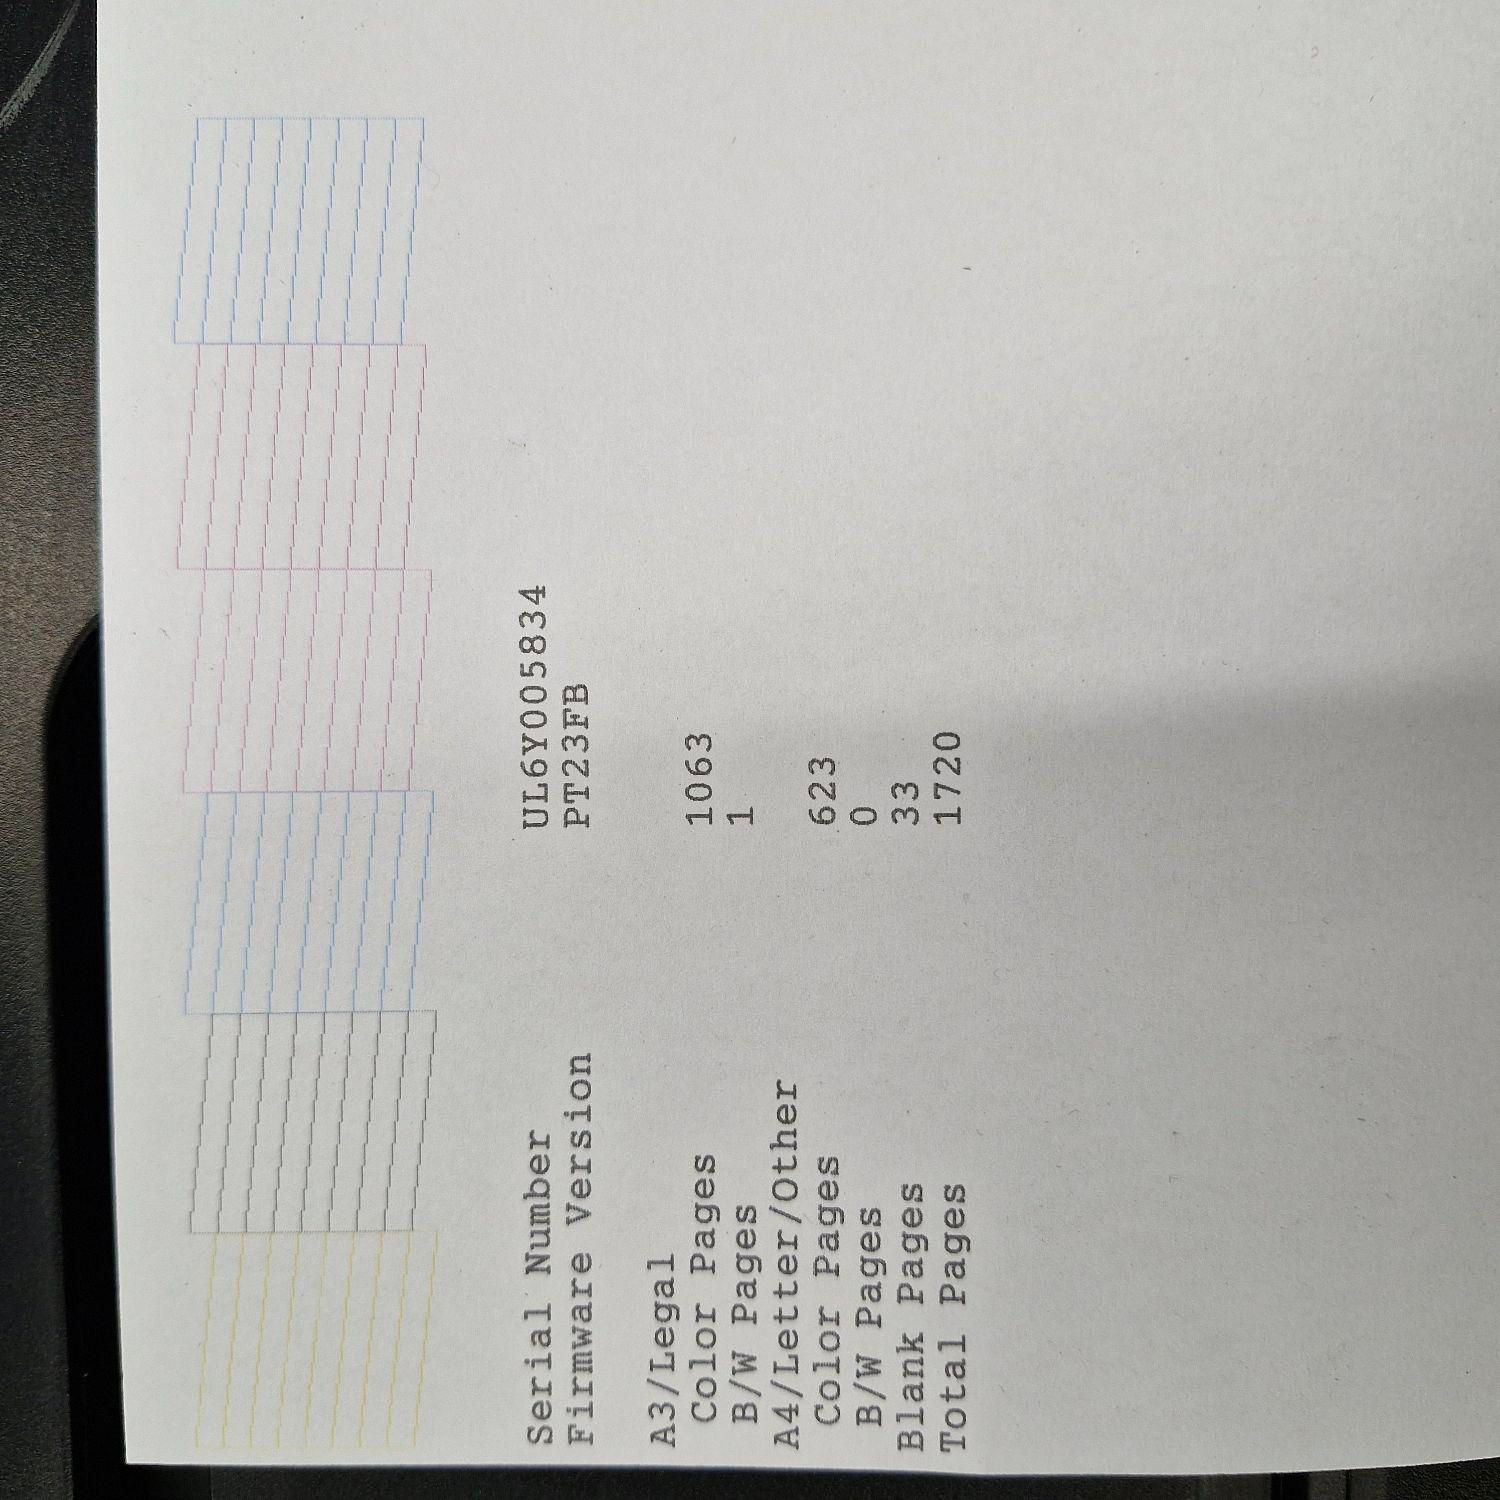 Serial Number UL6Y005834
Firmware Version PT23FB
A3/Legal
Color Pages 1063
B/W Pages 1
A4/Letter/Other
Color Pages 623
B/W Pages 0
Blank Pages 33
Total Pages 1720